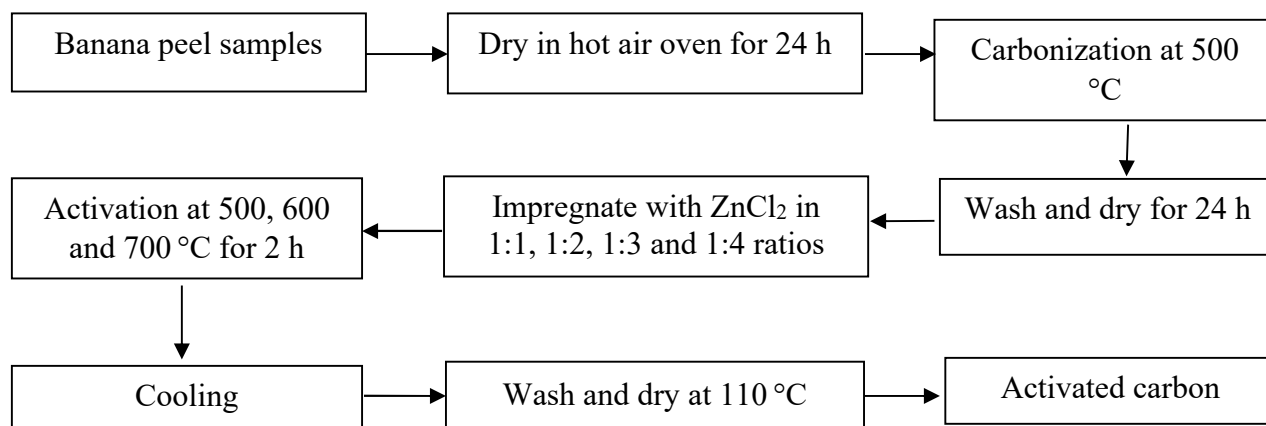 Banana peel samples
Dry in hot air oven for 24 h
Carbonization at 500
°C
Wash and dry for 24 h
Impregnate with ZnCl₂ in
1:1, 1:2, 1:3 and 1:4 ratios
Activation at 500, 600
and 700 °C for 2 h
Cooling
Wash and dry at 110 °C
Activated carbon